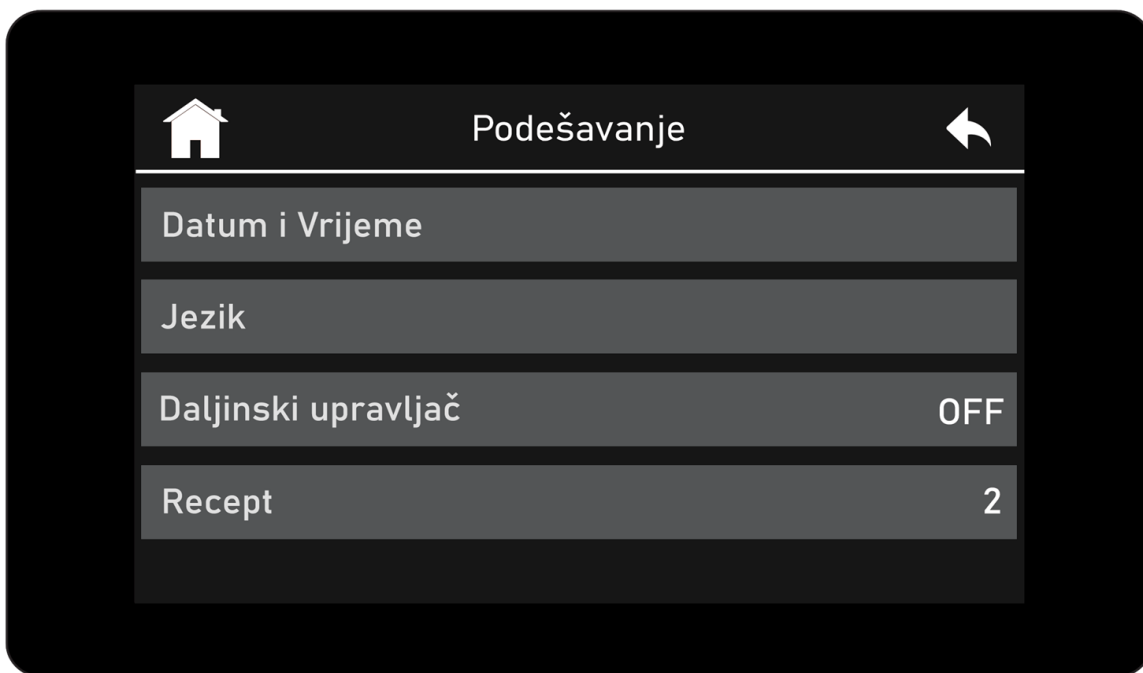 Podešavanje
Datum i Vrijeme
Jezik
Daljinski upravljač OFF
Recept 2